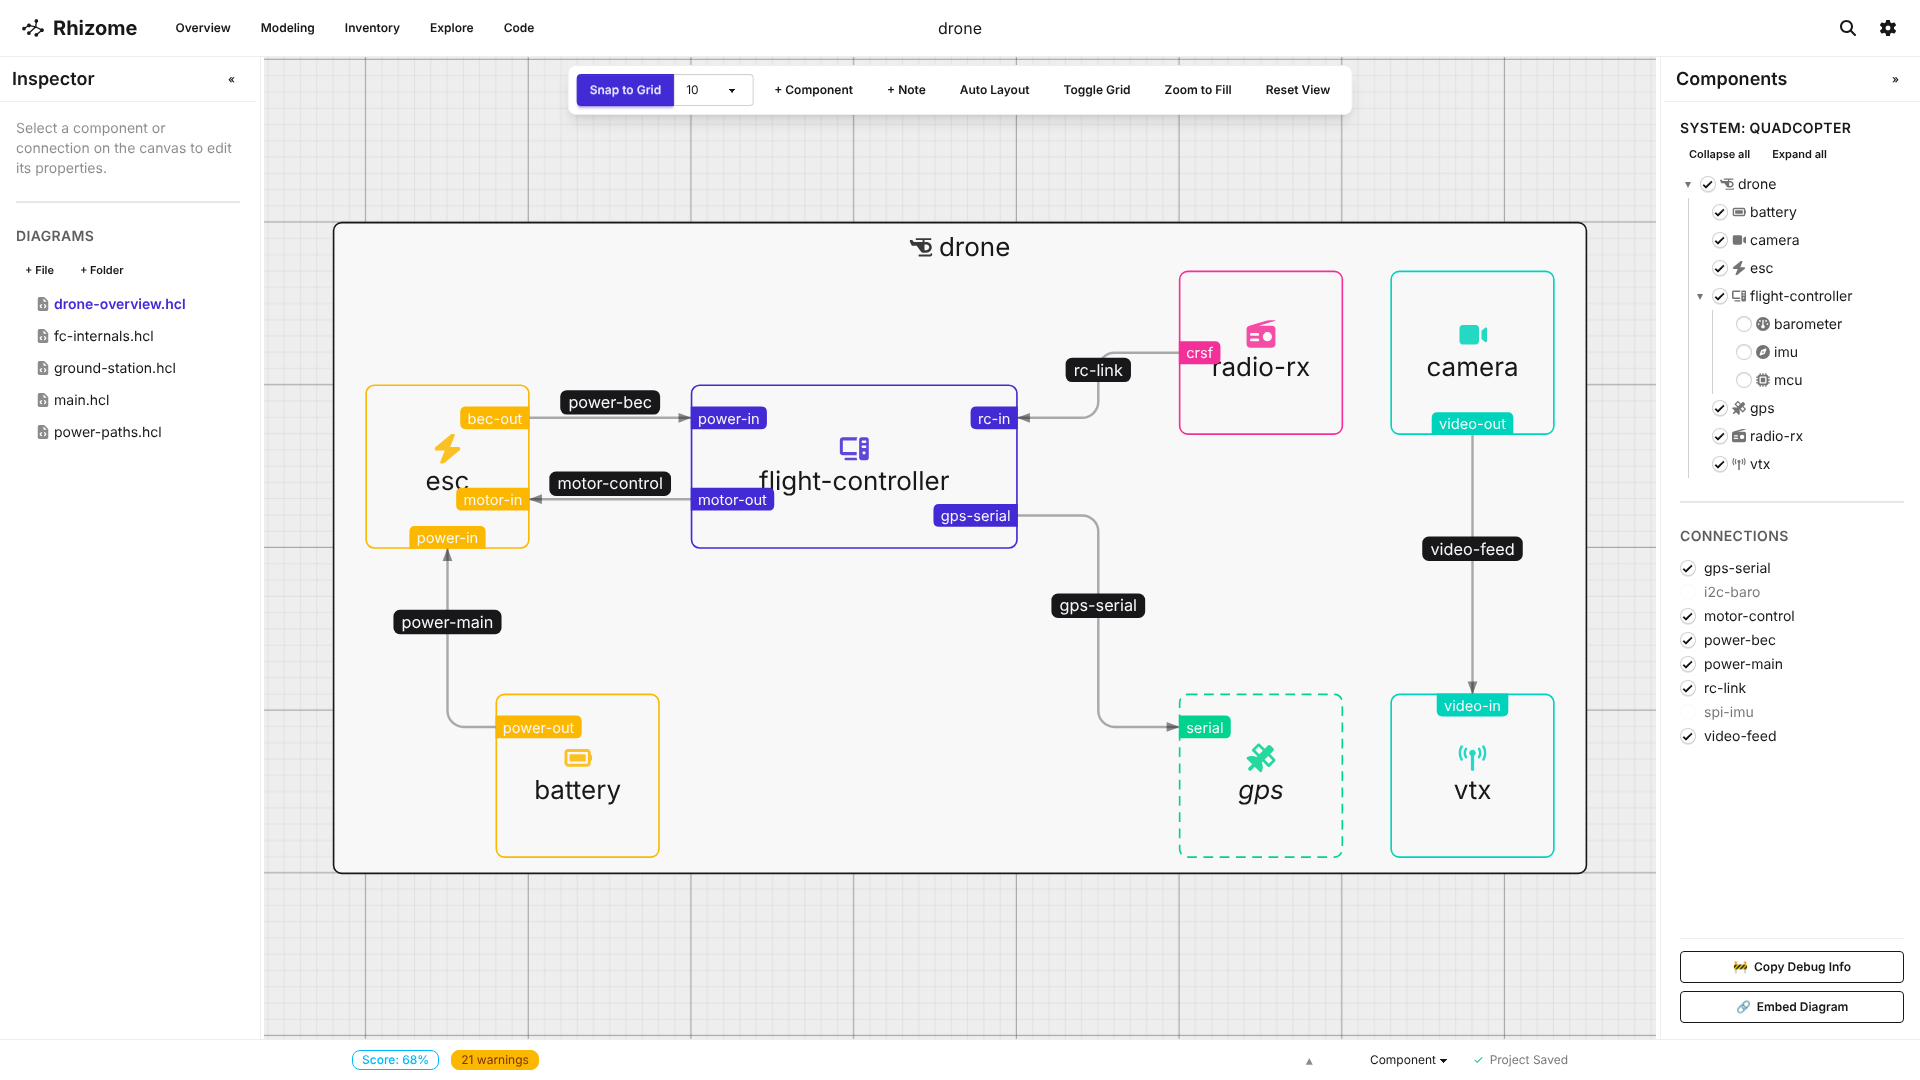 Rhizome
Overview
Modeling
Inventory
Explore
Code
drone
Inspector
«
Select a component or
connection on the canvas to edit
its properties.
DIAGRAMS
+ File
+ Folder
drone-overview.hcl
fc-internals.hcl
ground-station.hcl
main.hcl
power-paths.hcl
Snap to Grid
10
+ Component
+ Note
Auto Layout
Toggle Grid
Zoom to Fill
Reset View
drone
esc
bec-out
motor-in
power-in
power-bec
motor-control
power-main
flight-controller
power-in
motor-out
rc-in
gps-serial
rc-link
crsf
radio-rx
camera
video-out
video-feed
gps-serial
battery
power-out
serial
gps
video-in
vtx
Components
»
SYSTEM: QUADCOPTER
Collapse all
Expand all
drone
battery
camera
esc
flight-controller
barometer
imu
mcu
gps
radio-rx
vtx
CONNECTIONS
gps-serial
i2c-baro
motor-control
power-bec
power-main
rc-link
spi-imu
video-feed
Copy Debug Info
Embed Diagram
Score: 68%
21 warnings
Component
Project Saved